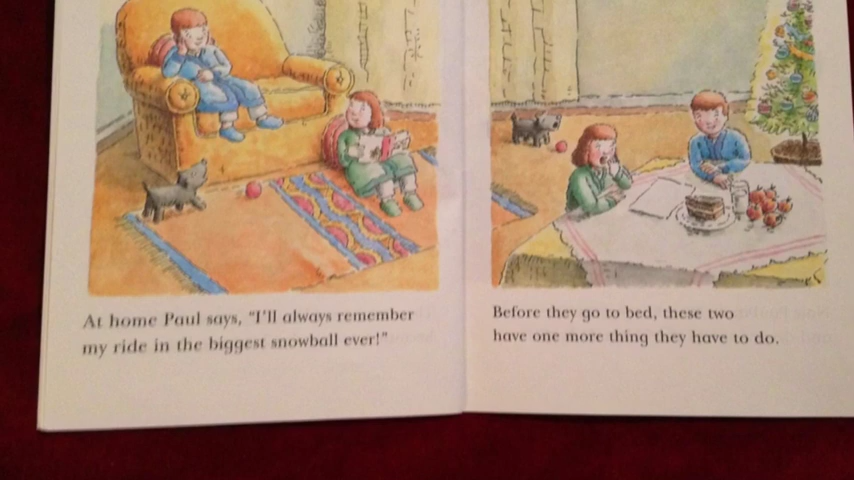 At home Paul says, "I'll always remember
my ride in the biggest snowball ever!"
Before they go to bed, these two
have one more thing they have to do.